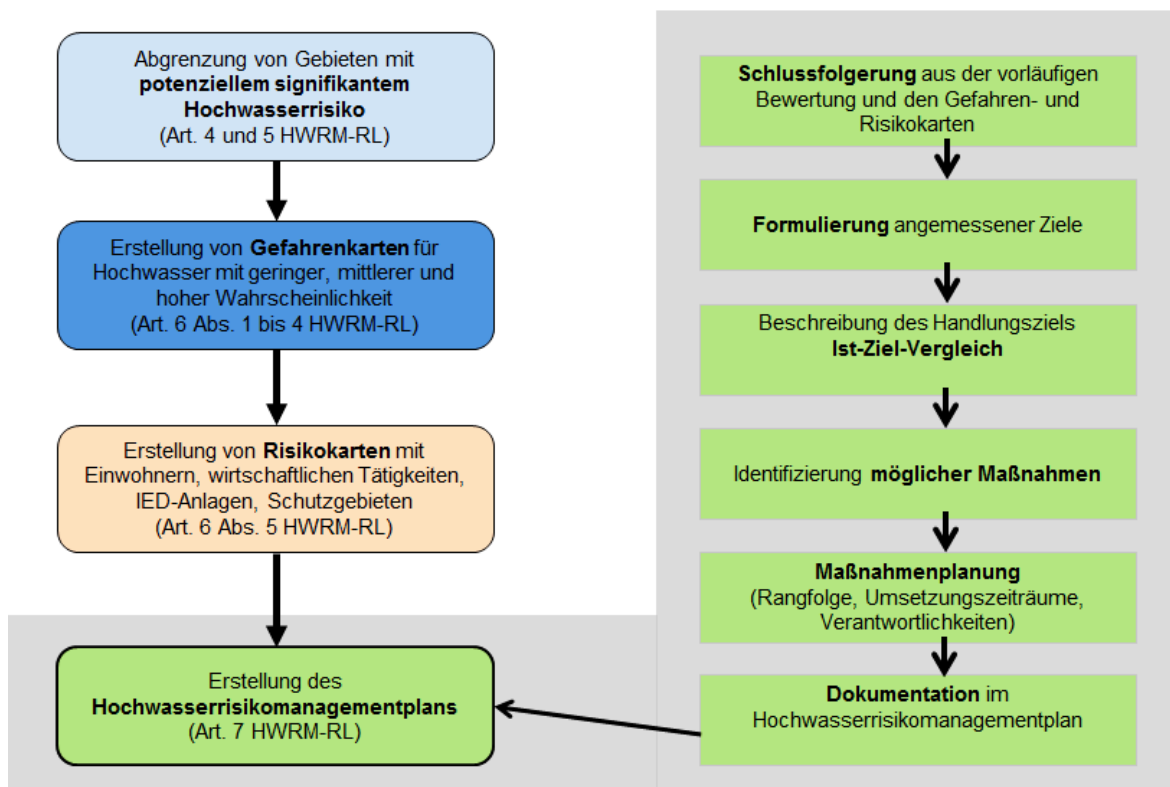 Abgrenzung von Gebieten mit
potenziellem signifikantem
Hochwasserrisiko
(Art. 4 und 5 HWRM-RL)
Erstellung von Gefahrenkarten für
Hochwasser mit geringer, mittlerer und
hoher Wahrscheinlichkeit
(Art. 6 Abs. 1 bis 4 HWRM-RL)
Erstellung von Risikokarten mit
Einwohnern, wirtschaftlichen Tätigkeiten,
IED-Anlagen, Schutzgebieten
(Art. 6 Abs. 5 HWRM-RL)
Erstellung des
Hochwasserrisikomanagementplans
(Art. 7 HWRM-RL)
Schlussfolgerung aus der vorläufigen
Bewertung und den Gefahren- und
Risikokarten
Formulierung angemessener Ziele
Beschreibung des Handlungsziels
Ist-Ziel-Vergleich
Identifizierung möglicher Maßnahmen
Maßnahmenplanung
(Rangfolge, Umsetzungszeiträume,
Verantwortlichkeiten)
Dokumentation im
Hochwasserrisikomanagementplan